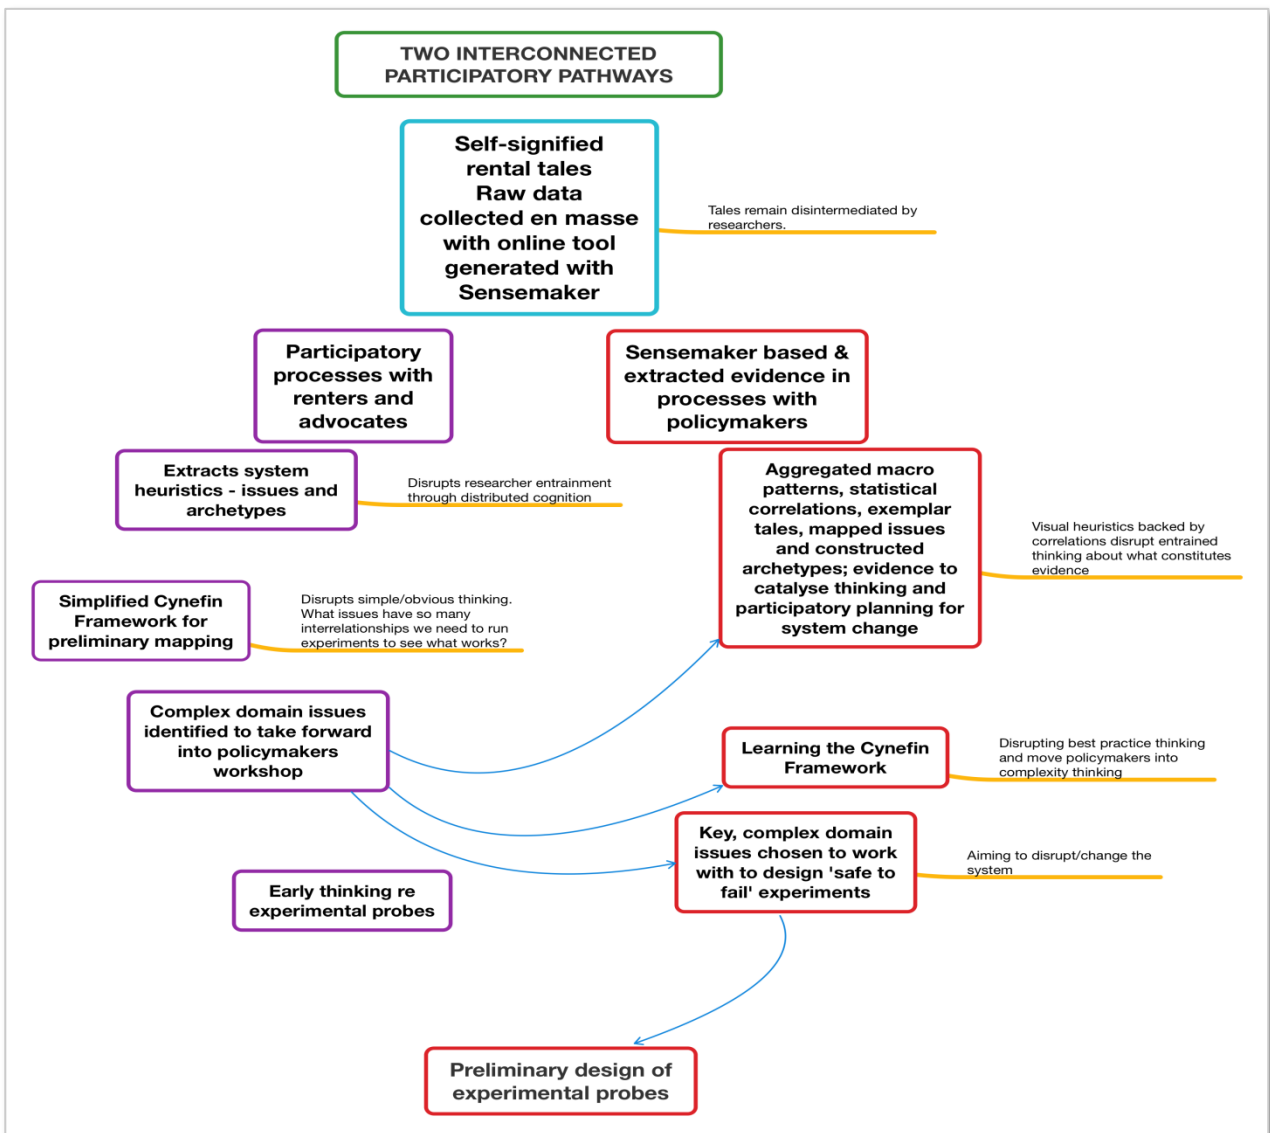 TWO INTERCONNECTED
PARTICIPATORY PATHWAYS
Self-signified
rental tales
Raw data
collected en masse
with online tool
generated with
Sensemaker
Tales remain disintermediated by
researchers.
Participatory
processes with
renters and
advocates
Sensemaker based &
extracted evidence in
processes with
policymakers
Extracts system
heuristics - issues and
archetypes
Disrupts researcher entrainment
through distributed cognition
Aggregated macro
patterns, statistical
correlations, exemplar
tales, mapped issues
and constructed
archetypes; evidence to
catalyse thinking and
participatory planning for
system change
Visual heuristics backed by
correlations disrupt entrained
thinking about what constitutes
evidence
Simplified Cynefin
Framework for
preliminary mapping
Disrupts simple/obvious thinking.
What issues have so many
interrelationships we need to run
experiments to see what works?
Complex domain issues
identified to take forward
into policymakers
workshop
Learning the Cynefin
Framework
Disrupting best practice thinking
and move policymakers into
complexity thinking
Key, complex domain
issues chosen to work
with to design 'safe to
fail' experiments
Aiming to disrupt/change the
system
Early thinking re
experimental probes
Preliminary design of
experimental probes